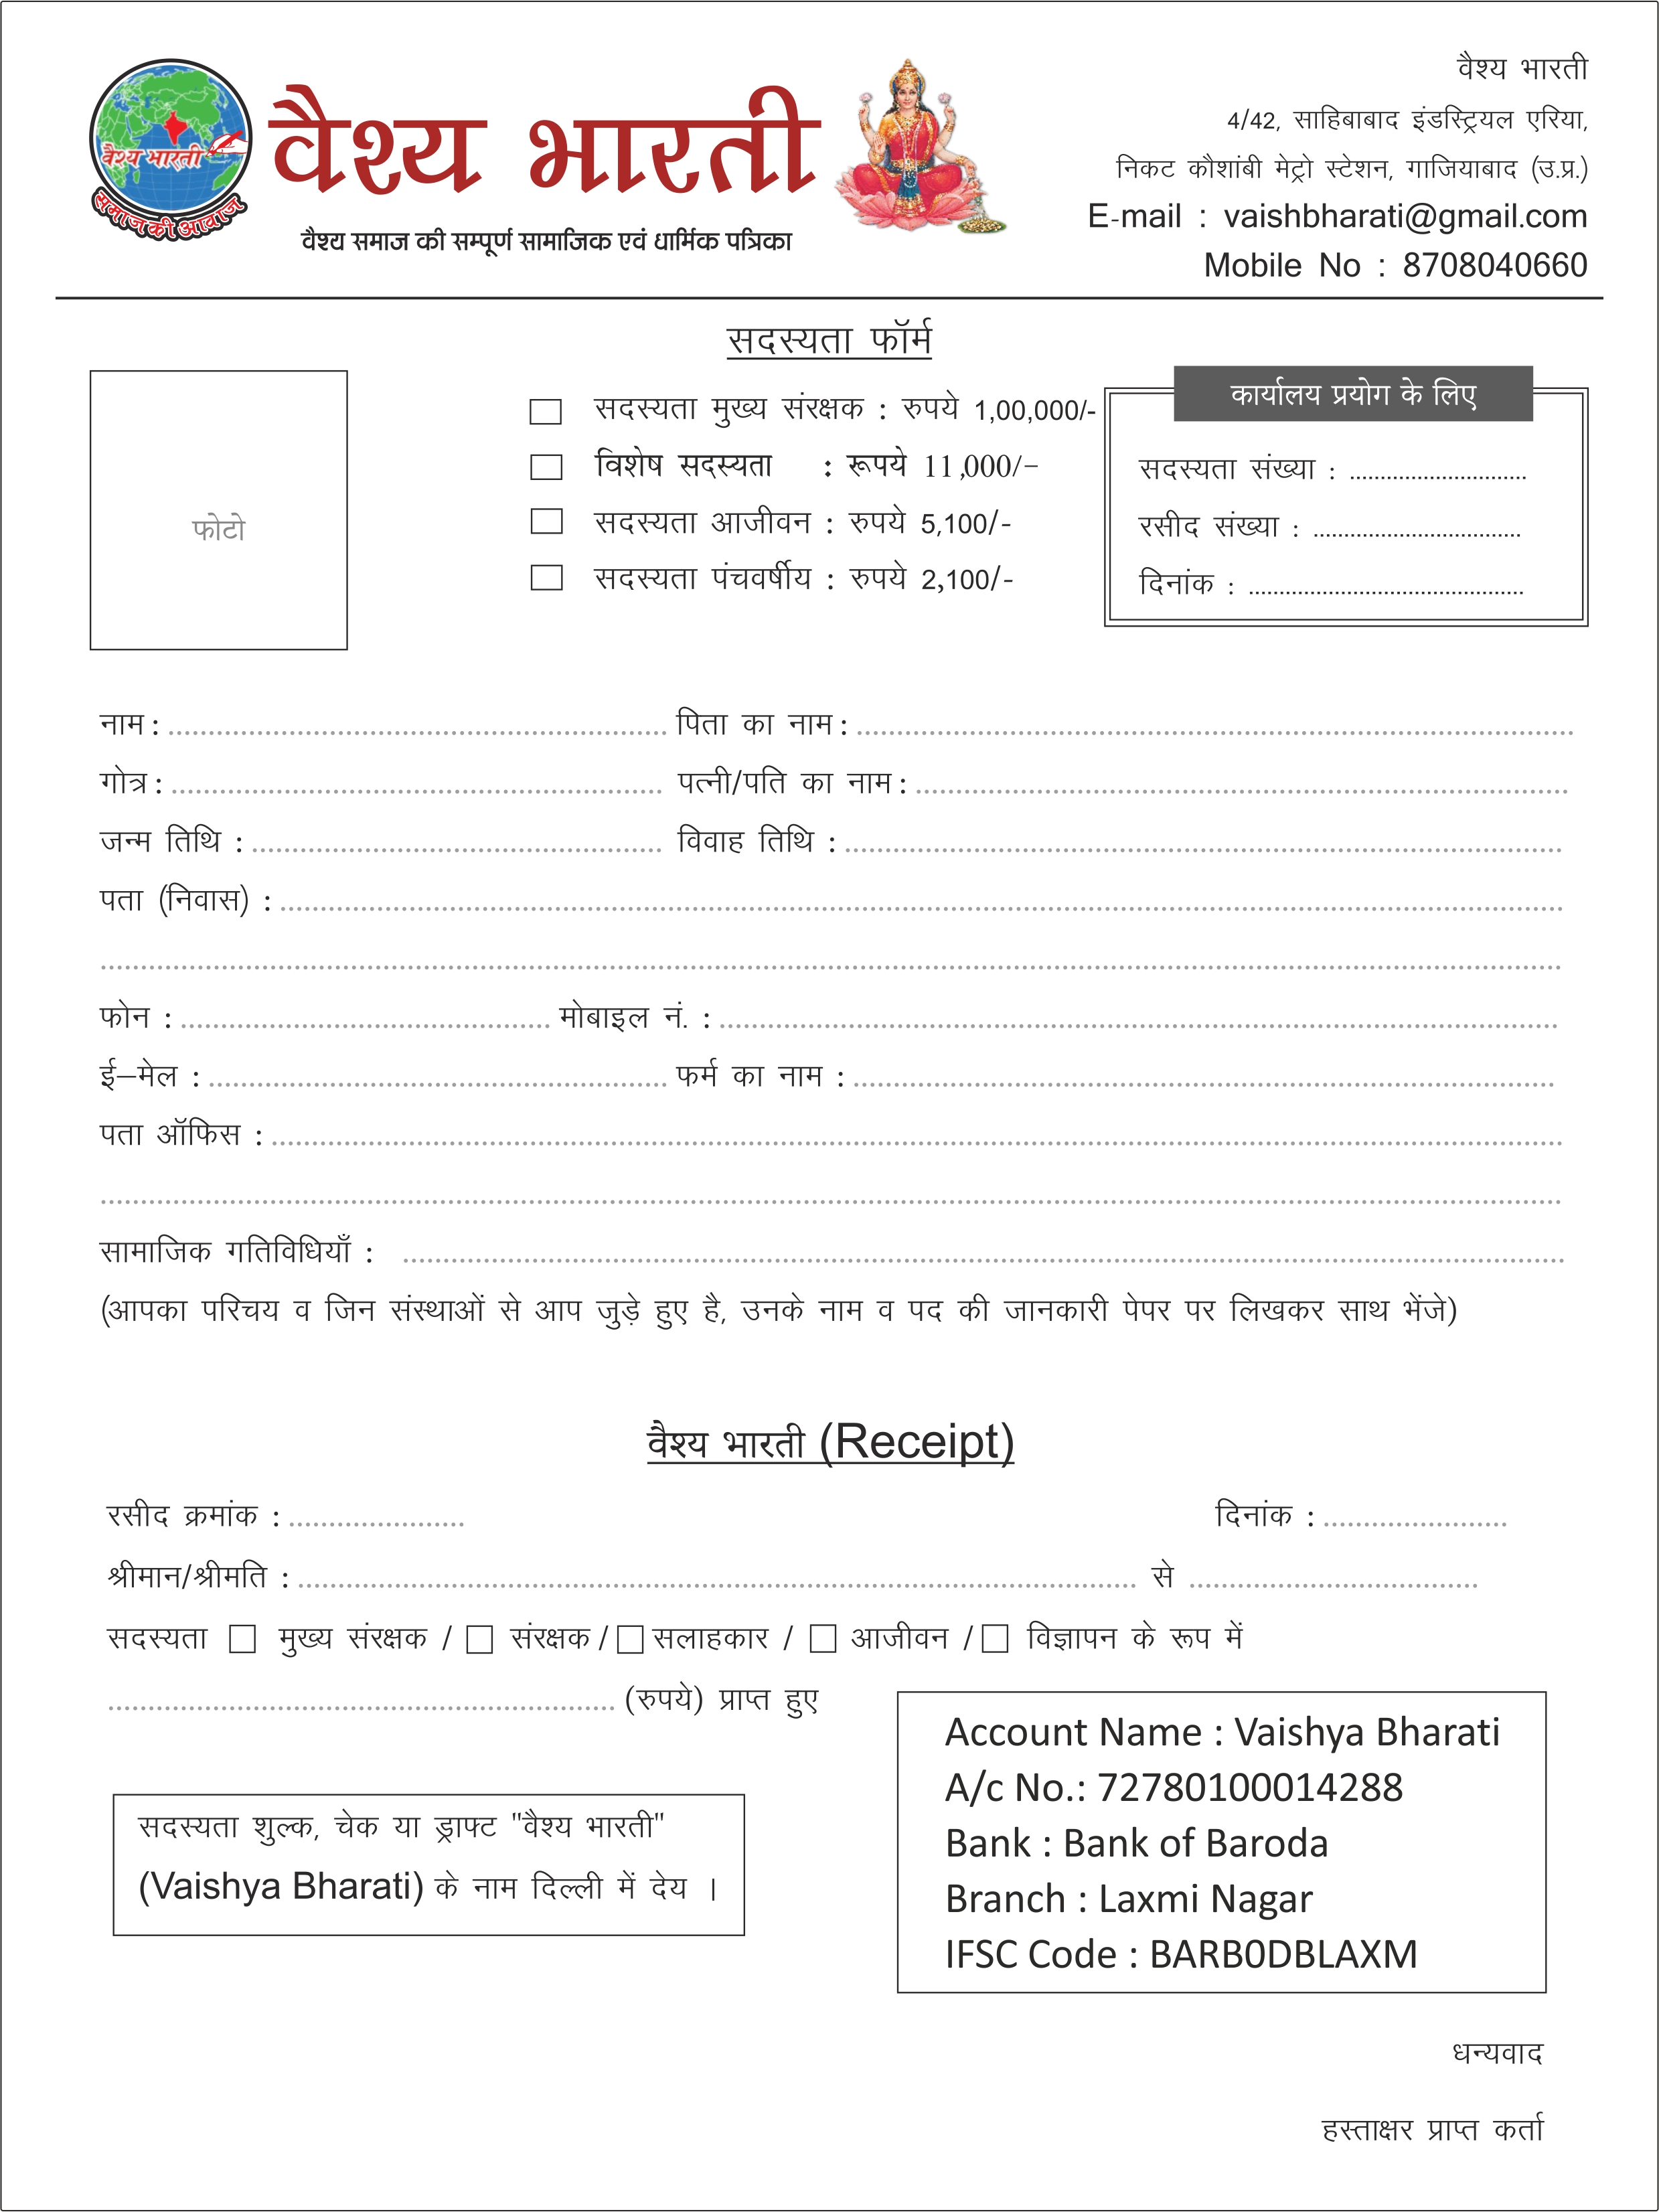 वैश्य भारती
समाज की आवाज
वैश्य भारती
वैश्य समाज की सम्पूर्ण सामाजिक एवं धार्मिक पत्रिका
वैश्य भारती
4/42, साहिबाबाद इंडस्ट्रियल एरिया,
निकट कौशांबी मेट्रो स्टेशन, गाजियाबाद (उ.प्र.)
E-mail : vaishbharati@gmail.com
Mobile No : 8708040660
सदस्यता फॉर्म
फोटो
सदस्यता मुख्य संरक्षक : रुपये 1,00,000/-
विशेष सदस्यता : रूपये 11,000/-
सदस्यता आजीवन : रुपये 5,100/-
सदस्यता पंचवर्षीय : रुपये 2,100/-
कार्यालय प्रयोग के लिए
सदस्यता संख्या : ..............................
रसीद संख्या : ...................................
दिनांक : ..............................................
नाम : .............................................................. पिता का नाम : ..........................................................................................
गोत्र : ............................................................. पत्नी/पति का नाम : ..................................................................................
जन्म तिथि : ................................................... विवाह तिथि : ..........................................................................................
पता (निवास) : ................................................................................................................................................................
.......................................................................................................................................................................................
फोन : .............................................. मोबाइल नं. : .........................................................................................................
ई–मेल : ......................................................... फर्म का नाम : ........................................................................................
पता ऑफिस : .................................................................................................................................................................
.......................................................................................................................................................................................
सामाजिक गतिविधियाँ : .................................................................................................................................................
(आपका परिचय व जिन संस्थाओं से आप जुड़े हुए है, उनके नाम व पद की जानकारी पेपर पर लिखकर साथ भेंजे)
वैश्य भारती (Receipt)
रसीद क्रमांक : ...................... दिनांक : .......................
श्रीमान/श्रीमति : ......................................................................................................... से ....................................
सदस्यता मुख्य संरक्षक / संरक्षक / सलाहकार / आजीवन / विज्ञापन के रूप में
............................................................... (रुपये) प्राप्त हुए
सदस्यता शुल्क, चेक या ड्राफ्ट "वैश्य भारती"
(Vaishya Bharati) के नाम दिल्ली में देय ।
Account Name : Vaishya Bharati
A/c No.: 72780100014288
Bank : Bank of Baroda
Branch : Laxmi Nagar
IFSC Code : BARB0DBLAXM
धन्यवाद
हस्ताक्षर प्राप्त कर्ता